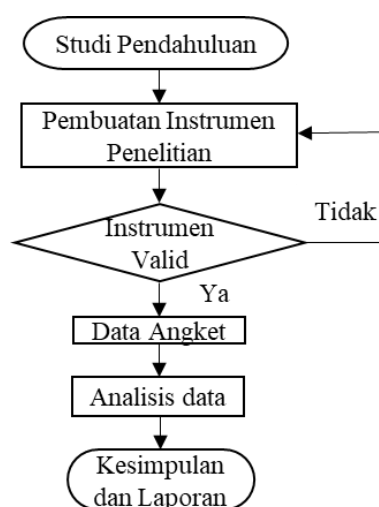 Studi Pendahuluan
Pembuatan Instrumen
Penelitian
Instrumen
Valid
Tidak
Ya
Data Angket
Analisis data
Kesimpulan
dan Laporan